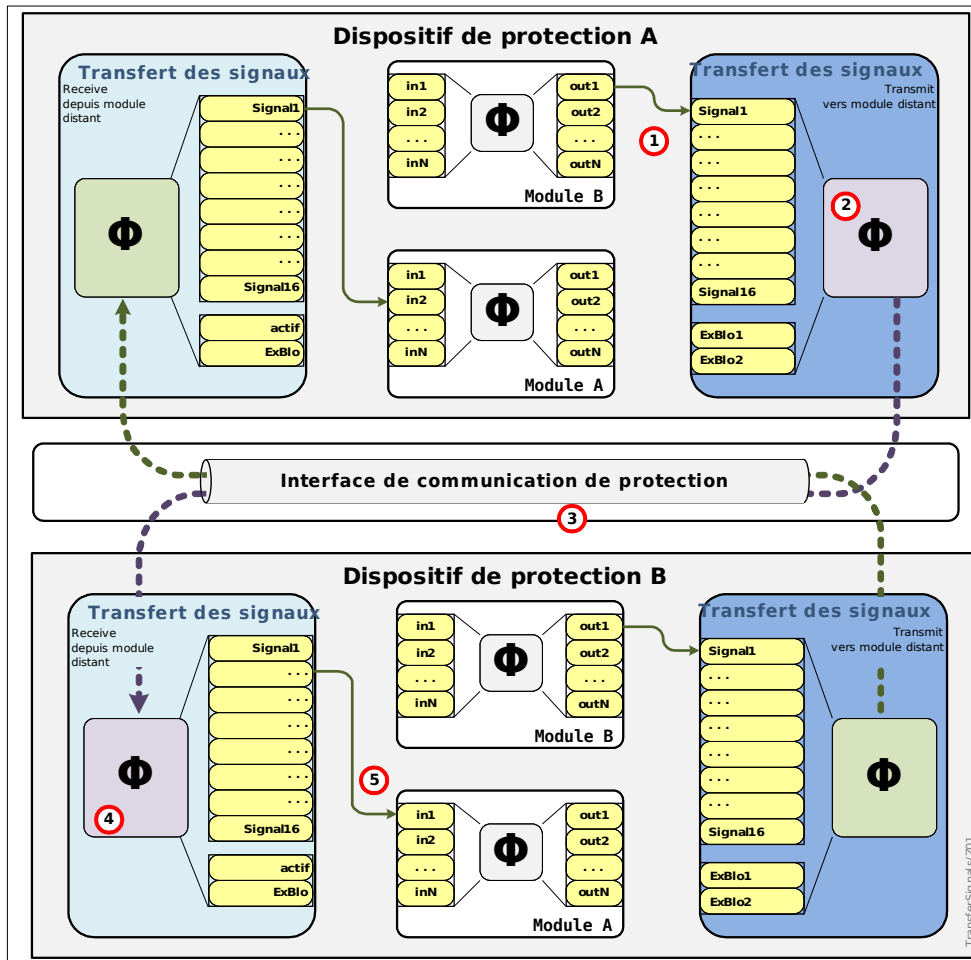 Dispositif de protection A
Transfert des signaux
Receive
depuis module
distant
Signal1
...
...
...
...
...
...
Signal16
actif
ExBlo
Φ
in1
in2
...
inN
Φ
out1
out2
...
outN
Module B
in1
in2
...
inN
Φ
out1
out2
...
outN
Module A
1
Transfert des signaux
Transmit
vers module distant
Signal1
...
...
...
...
...
...
Signal16
ExBlo1
ExBlo2
2
Φ
Interface de communication de protection
3
Dispositif de protection B
Transfert des signaux
Receive
depuis module
distant
Signal1
...
...
...
...
...
...
Signal16
actif
ExBlo
Φ
4
in1
in2
...
inN
Φ
out1
out2
...
outN
Module B
5
in1
in2
...
inN
Φ
out1
out2
...
outN
Module A
Transfert des signaux
Transmit
vers module distant
Signal1
...
...
...
...
...
...
Signal16
ExBlo1
ExBlo2
Φ